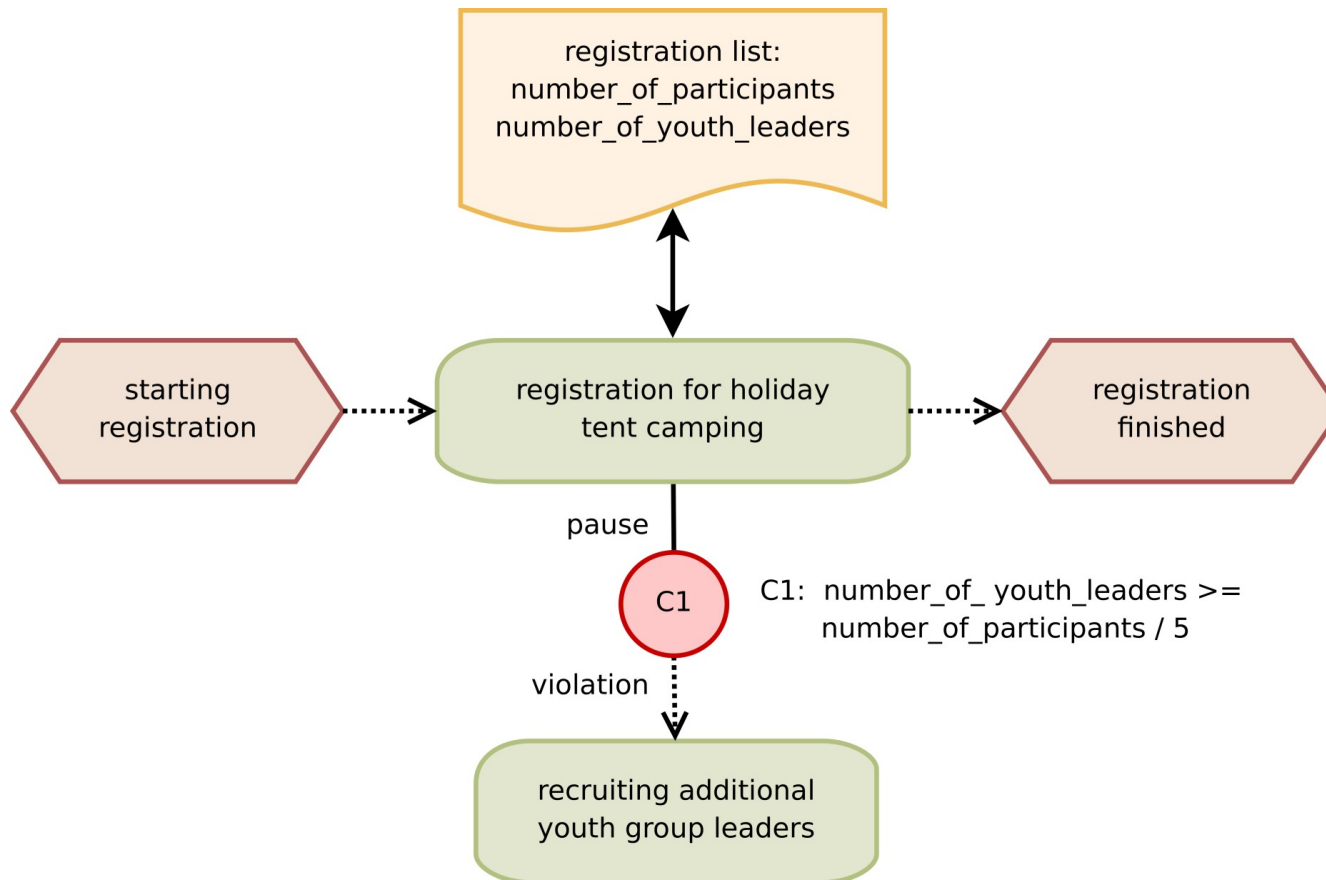 registration list:
number_of_participants
number_of_youth_leaders
starting
registration
registration for holiday
tent camping
registration
finished
pause
C1
C1:  number_of_ youth_leaders >=
number_of_participants / 5
violation
recruiting additional
youth group leaders